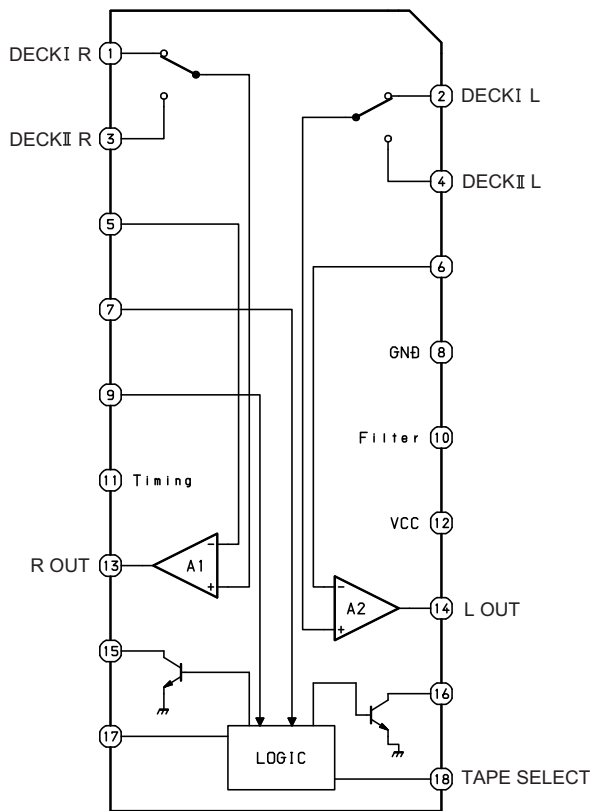 DECKI R
1
2
DECKI L
DECKII R
3
4
DECKII L
5
6
7
GND
8
9
Filter
10
11
Timing
VCC
12
R OUT
13
A1
-
+
-
+
A2
14
L OUT
15
16
17
LOGIC
18
TAPE SELECT